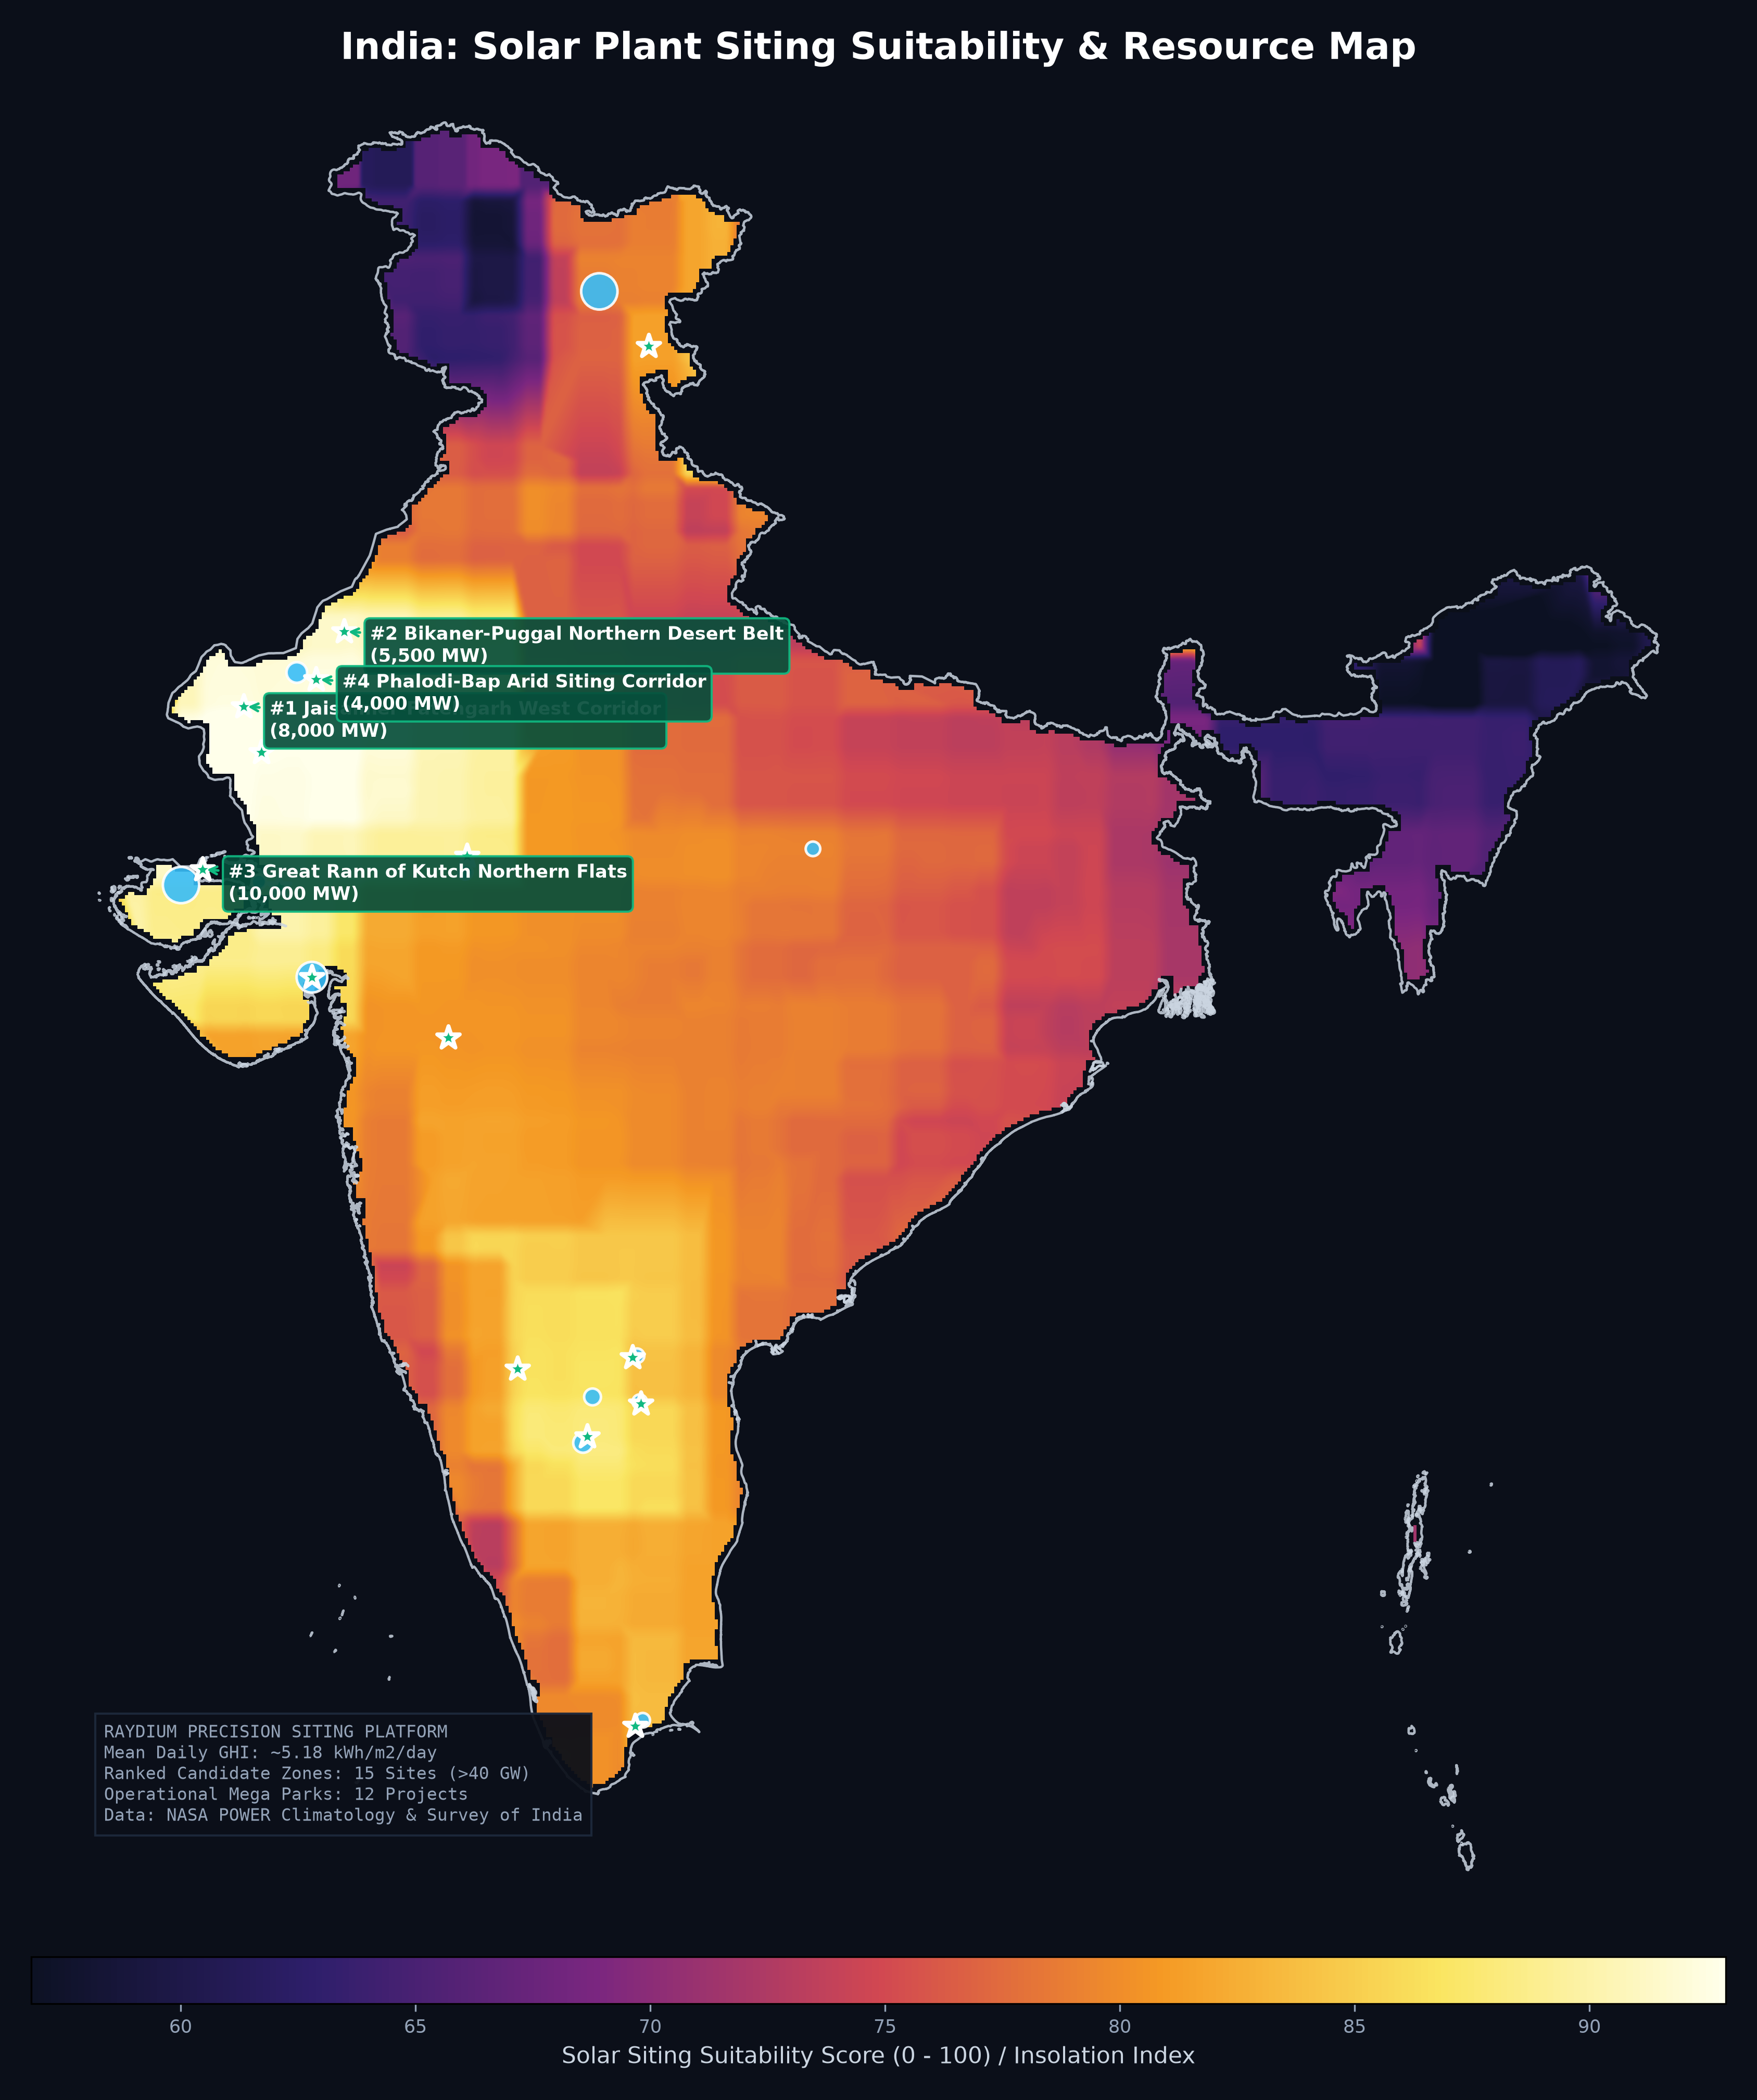 India: Solar Plant Siting Suitability & Resource Map
#2 Bikaner-Puggal Northern Desert Belt
(5,500 MW)
#4 Phalodi-Bap Arid Siting Corridor
(4,000 MW)
#1 Jais garh West Corridor
(8,000 MW)
#3 Great Rann of Kutch Northern Flats
(10,000 MW)
RAYDIUM PRECISION SITING PLATFORM
Mean Daily GHI: ~5.18 kWh/m2/day
Ranked Candidate Zones: 15 Sites (>40 GW)
Operational Mega Parks: 12 Projects
Data: NASA POWER Climatology & Survey of India
60 65 70 75 80 85 90
Solar Siting Suitability Score (0 - 100) / Insolation Index